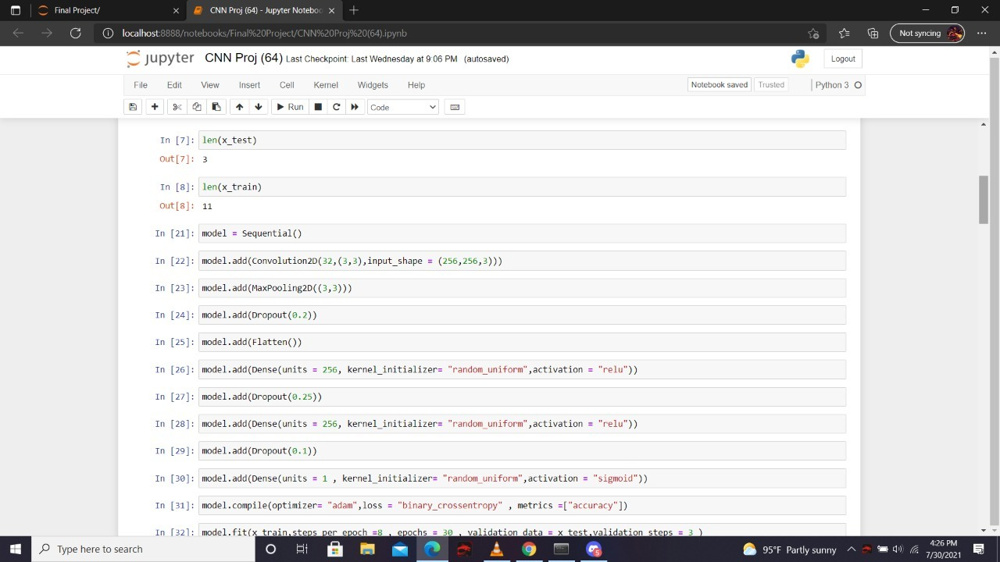 Final Project/
CNN Proj (64) - Jupyter Noteboo
localhost:8888/notebooks/Final%20Project/CNN%20Proj%20(64).ipynb
Not syncing
jupyter CNN Proj (64) Last Checkpoint: Last Wednesday at 9:06 PM (autosaved)
Logout
File Edit View Insert Cell Kernel Widgets Help
Notebook saved Trusted Python 3
Run Code
In [7]: len(x_test)
Out[7]: 3
In [8]: len(x_train)
Out[8]: 11
In [21]: model = Sequential()
In [22]: model.add(Convolution2D(32,(3,3),input_shape = (256,256,3)))
In [23]: model.add(MaxPooling2D((3,3)))
In [24]: model.add(Dropout(0.2))
In [25]: model.add(Flatten())
In [26]: model.add(Dense(units = 256, kernel_initializer= "random_uniform",activation = "relu"))
In [27]: model.add(Dropout(0.25))
In [28]: model.add(Dense(units = 256, kernel_initializer= "random_uniform",activation = "relu"))
In [29]: model.add(Dropout(0.1))
In [30]: model.add(Dense(units = 1 , kernel_initializer= "random_uniform",activation = "sigmoid"))
In [31]: model.compile(optimizer= "adam",loss = "binary_crossentropy" , metrics =["accuracy"])
In [32]: model.fit(x_train,steps_per_epoch =8 , epochs = 30 , validation_data = x_test,validation_steps = 3 )
Type here to search
95°F Partly sunny
4:26 PM
7/30/2021